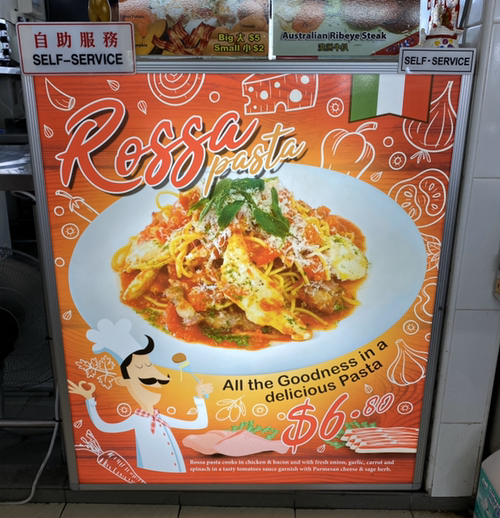 Big 大 $5
Small 小 $2
Australian Ribeye Steak
自助服務
SELF-SERVICE
SELF-SERVICE
Rossa
pasta
All the Goodness in a
delicious Pasta
$6.80
Rossa pasta cooks in chicken & bacon and with fresh onion, garlic, carrot and
spinach in a tasty tomatoes sauce garnish with Parmesan cheese & sage herb.